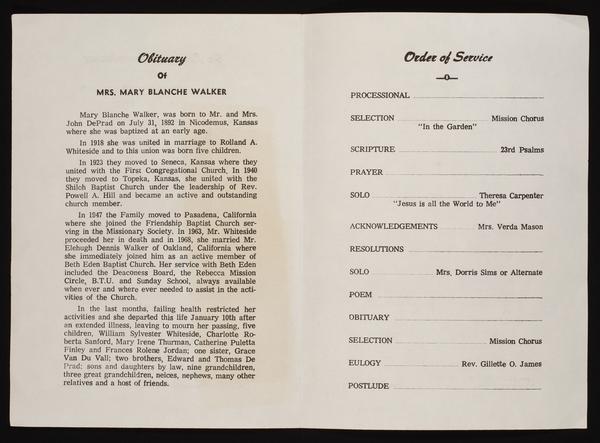 Obituary
Of
MRS. MARY BLANCHE WALKER
Mary Blanche Walker, was born to Mr. and Mrs.
John DePrad on July 31, 1892 in Nicodemus, Kansas
where she was baptized at an early age.
In 1918 she was united in marriage to Rolland A.
Whiteside and to this union was born five children.
In 1923 they moved to Seneca, Kansas where they
united with the First Congregational Church, In 1940
they moved to Topeka, Kansas, she united with the
Shiloh Baptist Church under the leadership of Rev.
Powell A. Hill and became an active and outstanding
church member.
In 1947 the Family moved to Pasadena, California
where she joined the Friendship Baptist Church ser-
ving in the Missionary Society. In 1963, Mr. Whiteside
proceeded her in death and in 1968, she married Mr.
Elehugh Dennis Walker of Oakland, California where
she immediately joined him as an active member of
Beth Eden Baptist Church. Her service with Beth Eden
included the Deaconess Board, the Rebecca Mission
Circle, B.T.U. and Sunday School, always available
when ever and where ever needed to assist in the acti-
vities of the Church.
In the last months, failing health restricted her
activities and she departed this life January 10th after
an extended illness, leaving to mourn her passing, five
children, William Sylvester Whiteside, Charlotte Ro-
berta Sanford, Mary Irene Thurman, Catherine Puletta
Finley and Frances Rolene Jordan; one sister, Grace
Van Du Vall; two brothers, Edward and Thomas De
Prad; sons and daughters by law, nine grandchildren,
three great grandchildren, neices, nephews, many other
relatives and a host of friends.
Order of Service
—O—
PROCESSIONAL
SELECTION Mission Chorus
"In the Garden"
SCRIPTURE 23rd Psalms
PRAYER
SOLO Theresa Carpenter
"Jesus is all the World to Me"
ACKNOWLEDGEMENTS Mrs. Verda Mason
RESOLUTIONS
SOLO Mrs. Dorris Sims or Alternate
POEM
OBITUARY
SELECTION Mission Chorus
EULOGY Rev. Gillette O. James
POSTLUDE